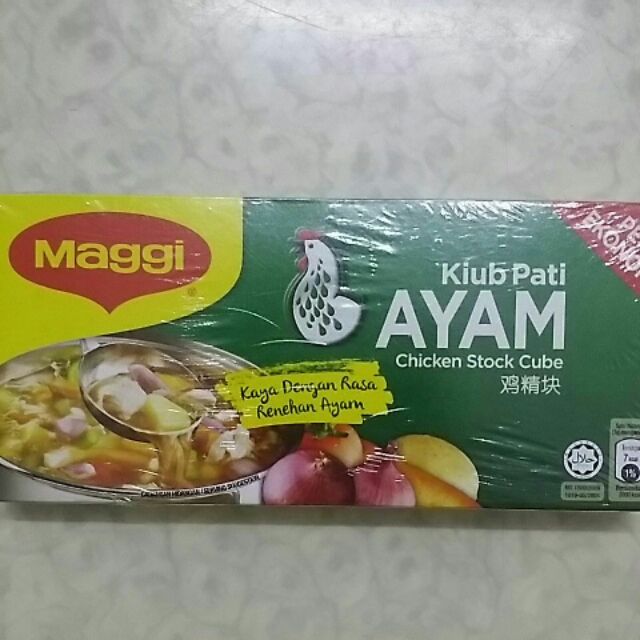 Maggi
®
Kiub Pati
AYAM
Chicken Stock Cube
鸡精块
Kaya Dengan Rasa
Renehan Ayam